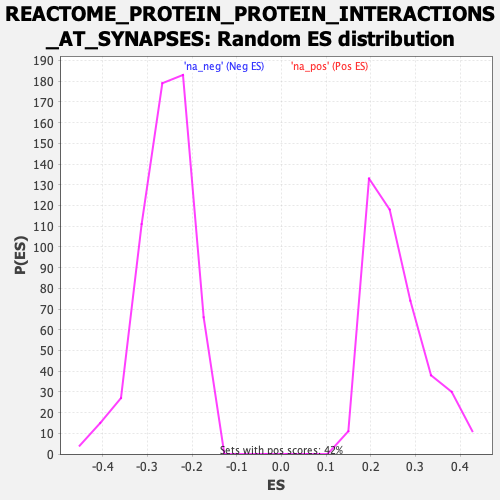 REACTOME_PROTEIN_PROTEIN_INTERACTIONS
_AT_SYNAPSES: Random ES distribution
'na_neg' (Neg ES) 'na_pos' (Pos ES)
190
180
170
160
150
140
130
120
110
100
90
80
70
60
50
40
30
20
10
0
P(ES)
Sets with pos scores: 42%
-0.4 -0.3 -0.2 -0.1 0.0 0.1 0.2 0.3 0.4
ES